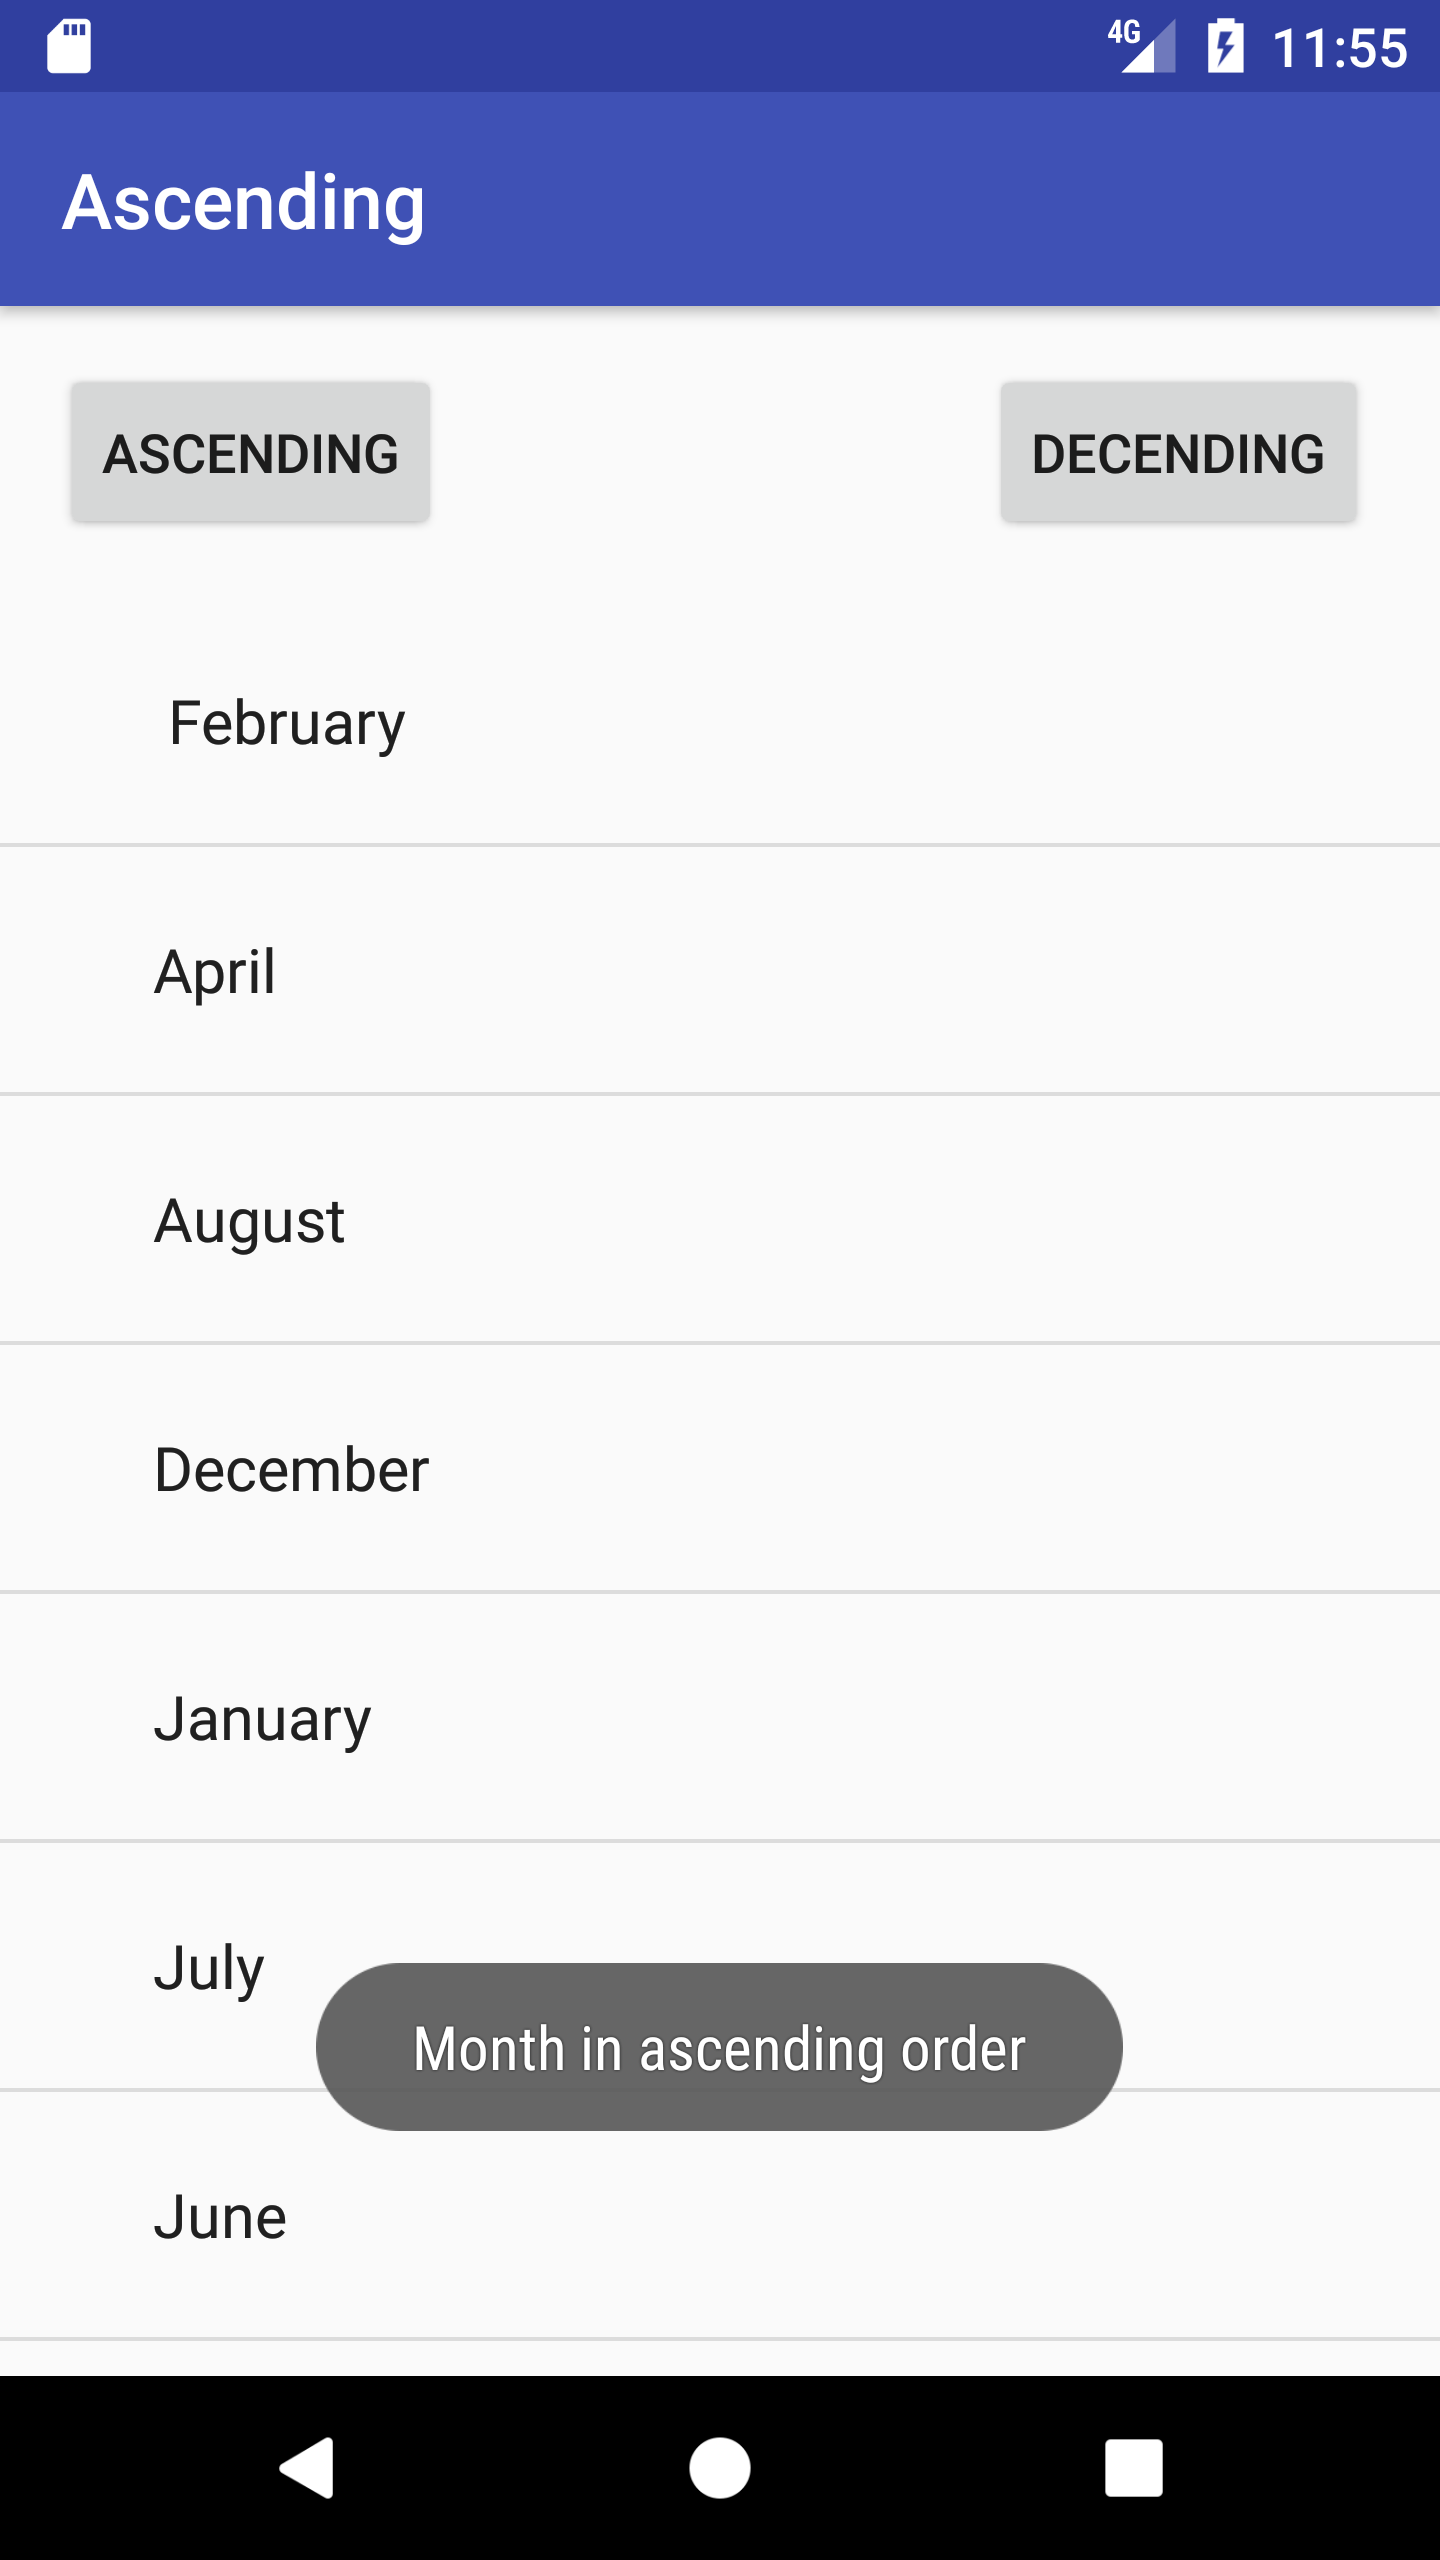 4G 11:55
Ascending
ASCENDING DECENDING
February
April
August
December
January
July
Month in ascending order
June